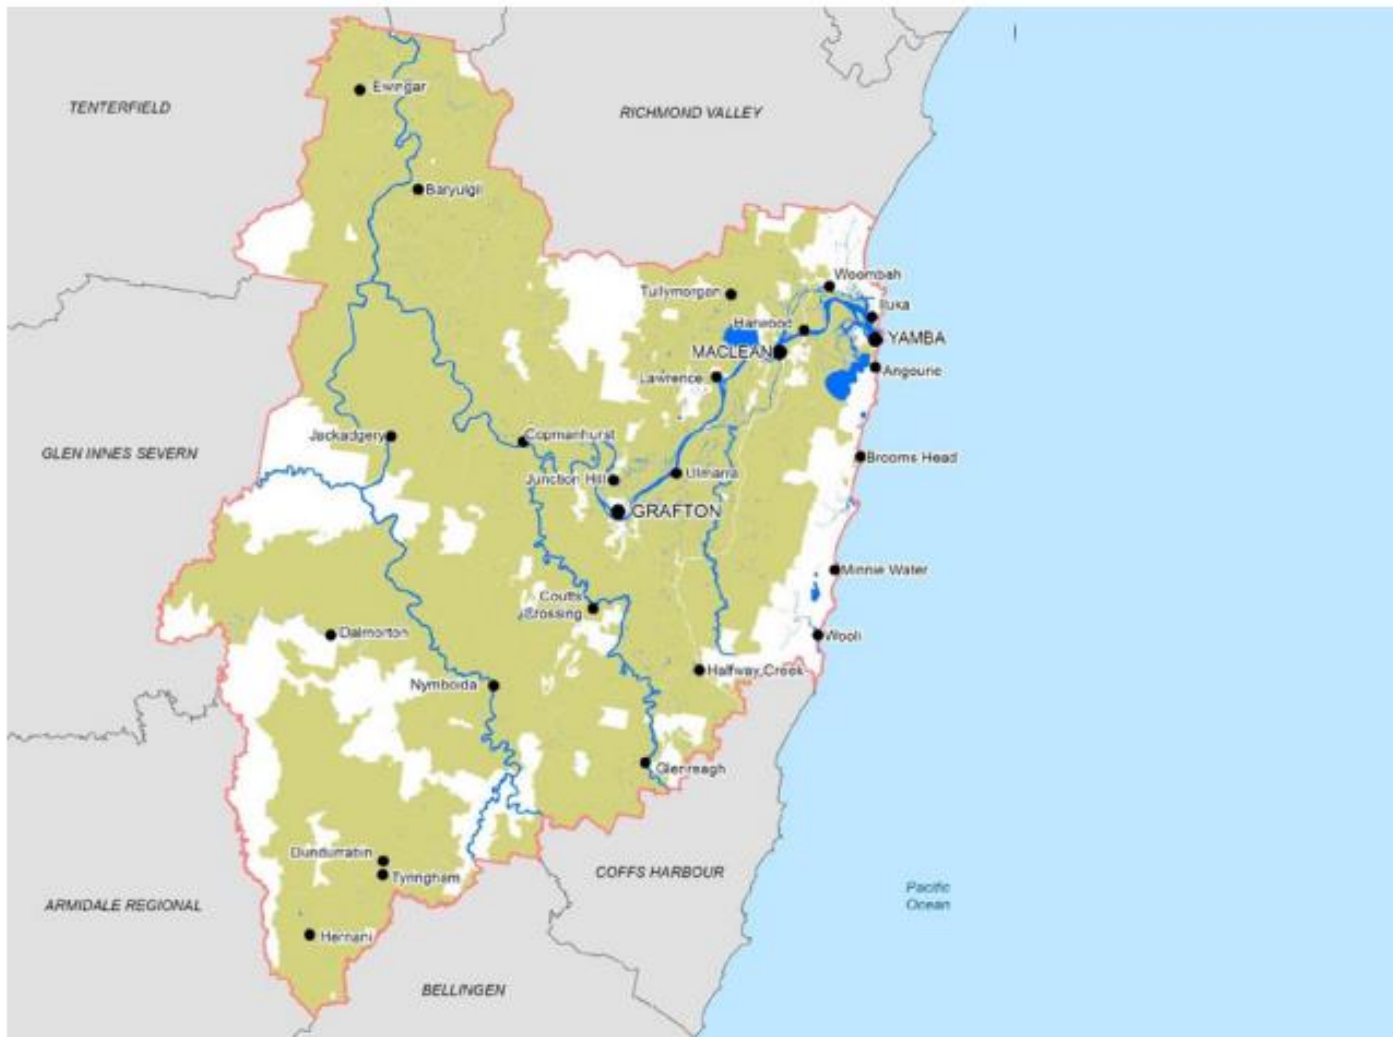 Ewingar
TENTERFIELD
RICHMOND VALLEY
Baryulgil
Woombah
Tullymorgan
Iluka
Harwood
YAMBA
MACLEAN
Angourie
Lawrence
Jackadgery
Copmanhurst
GLEN INNES SEVERN
Brooms Head
Junction Hill
Ulmarra
GRAFTON
Minnie Water
Coutts
Crossing
Dalmorton
Wooli
Halfway Creek
Nymboida
Glenreagh
Dundurrabin
COFFS HARBOUR
Tyringham
Pacific
Ocean
ARMIDALE REGIONAL
Hernani
BELLINGEN